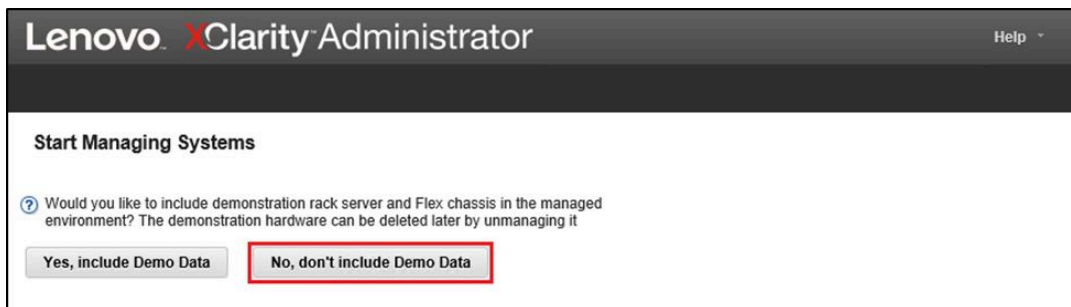 Lenovo. XClarity Administrator
Help
Start Managing Systems
Would you like to include demonstration rack server and Flex chassis in the managed
environment? The demonstration hardware can be deleted later by unmanaging it
Yes, include Demo Data No, don't include Demo Data